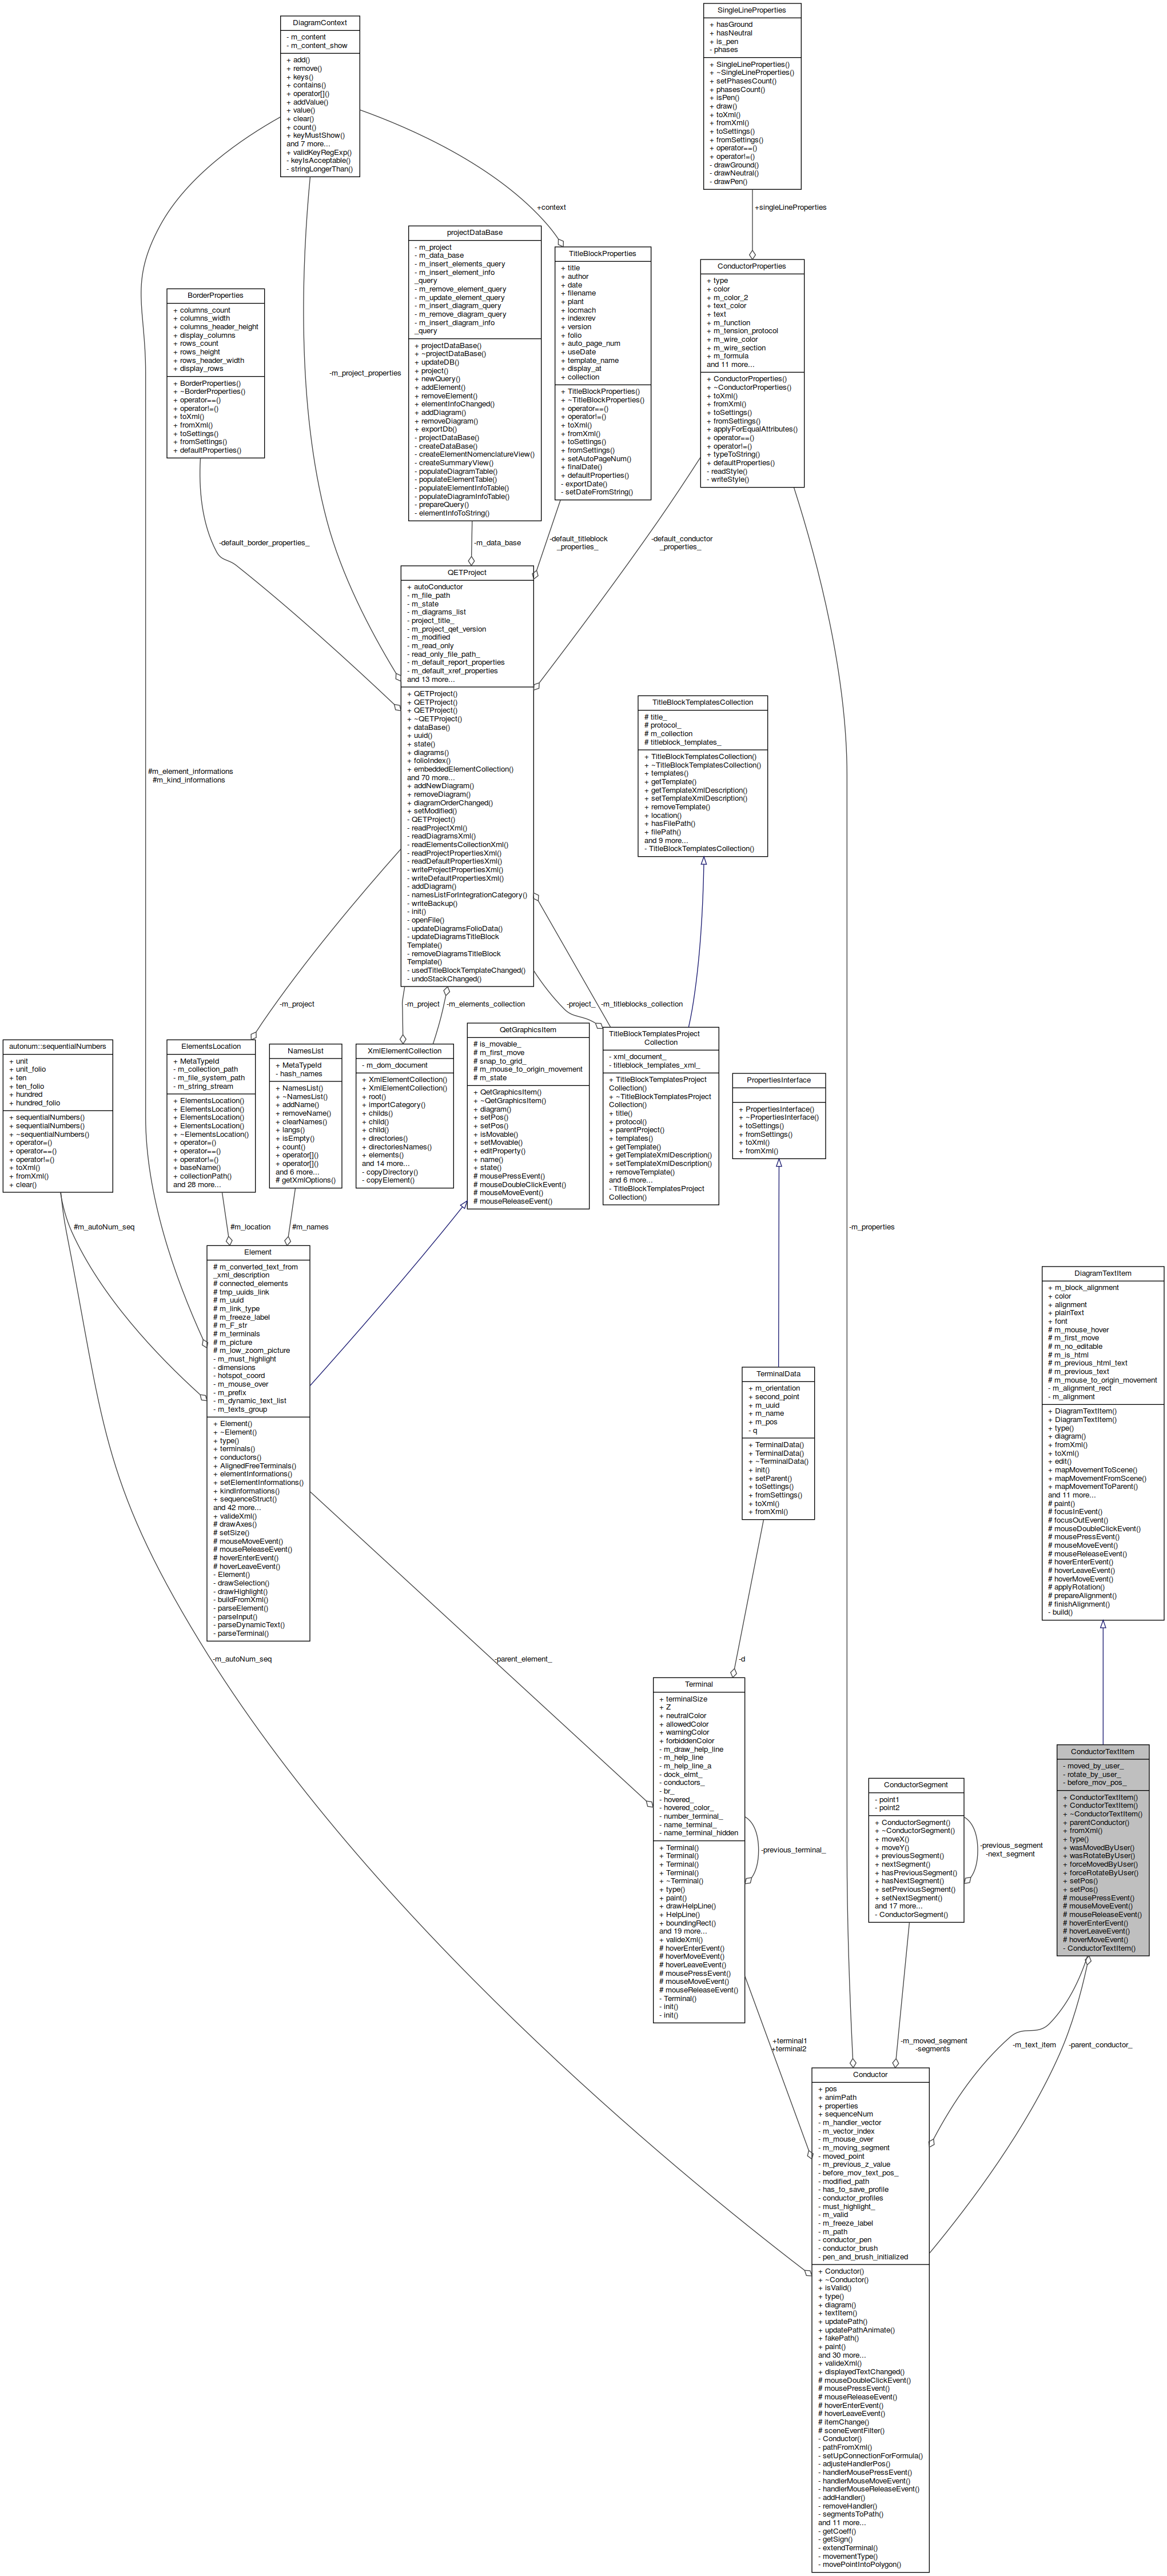 SingleLineProperties
+ hasGround
+ hasNeutral
+ is_pen
- phases
+ SingleLineProperties()
+ ~SingleLineProperties()
+ setPhasesCount()
+ phasesCount()
+ isPen()
+ draw()
+ toXml()
+ fromXml()
+ toSettings()
+ fromSettings()
+ operator==()
+ operator!=()
- drawGround()
- drawNeutral()
- drawPen()
DiagramContext
- m_content
- m_content_show
+ add()
+ remove()
+ keys()
+ contains()
+ operator[]()
+ addValue()
+ value()
+ clear()
+ count()
+ keyMustShow()
and 7 more...
+ validKeyRegExp()
- keyIsAcceptable()
- stringLongerThan()
+context
+singleLineProperties
projectDataBase
- m_project
- m_data_base
- m_insert_elements_query
- m_insert_element_info
_query
- m_remove_element_query
- m_update_element_query
- m_insert_diagram_query
- m_remove_diagram_query
- m_insert_diagram_info
_query
+ projectDataBase()
+ ~projectDataBase()
+ updateDB()
+ project()
+ newQuery()
+ addElement()
+ removeElement()
+ elementInfoChanged()
+ addDiagram()
+ removeDiagram()
+ exportDb()
- projectDataBase()
- createDataBase()
- createElementNomenclatureView()
- createSummaryView()
- populateDiagramTable()
- populateElementTable()
- populateElementInfoTable()
- populateDiagramInfoTable()
- prepareQuery()
- elementInfoToString()
TitleBlockProperties
+ title
+ author
+ date
+ filename
+ plant
+ locmach
+ indexrev
+ version
+ folio
+ auto_page_num
+ useDate
+ template_name
+ display_at
+ collection
+ TitleBlockProperties()
+ ~TitleBlockProperties()
+ operator==()
+ operator!=()
+ toXml()
+ fromXml()
+ toSettings()
+ fromSettings()
+ setAutoPageNum()
+ finalDate()
+ defaultProperties()
- exportDate()
- setDateFromString()
ConductorProperties
+ type
+ color
+ m_color_2
+ text_color
+ text
+ m_function
+ m_tension_protocol
+ m_wire_color
+ m_wire_section
+ m_formula
and 11 more...
+ ConductorProperties()
+ ~ConductorProperties()
+ toXml()
+ fromXml()
+ toSettings()
+ fromSettings()
+ applyForEqualAttributes()
+ operator==()
+ operator!=()
+ typeToString()
+ defaultProperties()
- readStyle()
- writeStyle()
BorderProperties
+ columns_count
+ columns_width
+ columns_header_height
+ display_columns
+ rows_count
+ rows_height
+ rows_header_width
+ display_rows
+ BorderProperties()
+ ~BorderProperties()
+ operator==()
+ operator!=()
+ toXml()
+ fromXml()
+ toSettings()
+ fromSettings()
+ defaultProperties()
-m_project_properties
-default_border_properties_
-m_data_base
-default_titleblock
_properties_
-default_conductor
_properties_
QETProject
+ autoConductor
- m_file_path
- m_state
- m_diagrams_list
- project_title_
- m_project_qet_version
- m_modified
- m_read_only
- read_only_file_path_
- m_default_report_properties
- m_default_xref_properties
and 13 more...
+ QETProject()
+ QETProject()
+ QETProject()
+ ~QETProject()
+ dataBase()
+ uuid()
+ state()
+ diagrams()
+ folioIndex()
+ embeddedElementCollection()
and 70 more...
+ addNewDiagram()
+ removeDiagram()
+ diagramOrderChanged()
+ setModified()
- QETProject()
- readProjectXml()
- readDiagramsXml()
- readElementsCollectionXml()
- readProjectPropertiesXml()
- readDefaultPropertiesXml()
- writeProjectPropertiesXml()
- writeDefaultPropertiesXml()
- addDiagram()
- namesListForIntegrationCategory()
- writeBackup()
- init()
- openFile()
- updateDiagramsFolioData()
- updateDiagramsTitleBlock
Template()
- removeDiagramsTitleBlock
Template()
- usedTitleBlockTemplateChanged()
- undoStackChanged()
TitleBlockTemplatesCollection
# title_
# protocol_
# m_collection
# titleblock_templates_
+ TitleBlockTemplatesCollection()
+ ~TitleBlockTemplatesCollection()
+ templates()
+ getTemplate()
+ getTemplateXmlDescription()
+ setTemplateXmlDescription()
+ removeTemplate()
+ location()
+ hasFilePath()
+ filePath()
and 9 more...
- TitleBlockTemplatesCollection()
#m_element_informations
#m_kind_informations
-m_project
-m_project
-m_elements_collection
-project_
-m_titleblocks_collection
autonum::sequentialNumbers
+ unit
+ unit_folio
+ ten
+ ten_folio
+ hundred
+ hundred_folio
+ sequentialNumbers()
+ sequentialNumbers()
+ ~sequentialNumbers()
+ operator=()
+ operator==()
+ operator!=()
+ toXml()
+ fromXml()
+ clear()
ElementsLocation
+ MetaTypeId
- m_collection_path
- m_file_system_path
- m_string_stream
+ ElementsLocation()
+ ElementsLocation()
+ ElementsLocation()
+ ElementsLocation()
+ ~ElementsLocation()
+ operator=()
+ operator==()
+ operator!=()
+ baseName()
+ collectionPath()
and 28 more...
NamesList
+ MetaTypeId
- hash_names
+ NamesList()
+ ~NamesList()
+ addName()
+ removeName()
+ clearNames()
+ langs()
+ isEmpty()
+ count()
+ operator[]()
+ operator[]()
and 6 more...
# getXmlOptions()
XmlElementCollection
- m_dom_document
+ XmlElementCollection()
+ XmlElementCollection()
+ root()
+ importCategory()
+ childs()
+ child()
+ child()
+ directories()
+ directoriesNames()
+ elements()
and 14 more...
- copyDirectory()
- copyElement()
QetGraphicsItem
# is_movable_
# m_first_move
# snap_to_grid_
# m_mouse_to_origin_movement
# m_state
+ QetGraphicsItem()
+ ~QetGraphicsItem()
+ diagram()
+ setPos()
+ setPos()
+ isMovable()
+ setMovable()
+ editProperty()
+ name()
+ state()
# mousePressEvent()
# mouseDoubleClickEvent()
# mouseMoveEvent()
# mouseReleaseEvent()
TitleBlockTemplatesProject
Collection
- xml_document_
- titleblock_templates_xml_
+ TitleBlockTemplatesProject
Collection()
+ ~TitleBlockTemplatesProject
Collection()
+ title()
+ protocol()
+ parentProject()
+ templates()
+ getTemplate()
+ getTemplateXmlDescription()
+ setTemplateXmlDescription()
+ removeTemplate()
and 6 more...
- TitleBlockTemplatesProject
Collection()
PropertiesInterface
+ PropertiesInterface()
+ ~PropertiesInterface()
+ toSettings()
+ fromSettings()
+ toXml()
+ fromXml()
#m_autoNum_seq
#m_location
#m_names
-m_properties
Element
# m_converted_text_from
_xml_description
# connected_elements
# tmp_uuids_link
# m_uuid
# m_link_type
# m_freeze_label
# m_F_str
# m_terminals
# m_picture
# m_low_zoom_picture
- m_must_highlight
- dimensions
- hotspot_coord
- m_mouse_over
- m_prefix
- m_dynamic_text_list
- m_texts_group
+ Element()
+ ~Element()
+ type()
+ terminals()
+ conductors()
+ AlignedFreeTerminals()
+ elementInformations()
+ setElementInformations()
+ kindInformations()
+ sequenceStruct()
and 42 more...
+ valideXml()
# drawAxes()
# setSize()
# mouseMoveEvent()
# mouseReleaseEvent()
# hoverEnterEvent()
# hoverLeaveEvent()
- Element()
- drawSelection()
- drawHighlight()
- buildFromXml()
- parseElement()
- parseInput()
- parseDynamicText()
- parseTerminal()
DiagramTextItem
+ m_block_alignment
+ color
+ alignment
+ plainText
+ font
# m_mouse_hover
# m_first_move
# m_no_editable
# m_is_html
# m_previous_html_text
# m_previous_text
# m_mouse_to_origin_movement
- m_alignment_rect
- m_alignment
+ DiagramTextItem()
+ DiagramTextItem()
+ type()
+ diagram()
+ fromXml()
+ toXml()
+ edit()
+ mapMovementToScene()
+ mapMovementFromScene()
+ mapMovementToParent()
and 11 more...
# paint()
# focusInEvent()
# focusOutEvent()
# mouseDoubleClickEvent()
# mousePressEvent()
# mouseMoveEvent()
# mouseReleaseEvent()
# hoverEnterEvent()
# hoverLeaveEvent()
# hoverMoveEvent()
# applyRotation()
# prepareAlignment()
# finishAlignment()
- build()
TerminalData
+ m_orientation
+ second_point
+ m_uuid
+ m_name
+ m_pos
- q
+ TerminalData()
+ TerminalData()
+ ~TerminalData()
+ init()
+ setParent()
+ toSettings()
+ fromSettings()
+ toXml()
+ fromXml()
-m_autoNum_seq
-parent_element_
-d
Terminal
+ terminalSize
+ Z
+ neutralColor
+ allowedColor
+ warningColor
+ forbiddenColor
- m_draw_help_line
- m_help_line
- m_help_line_a
- dock_elmt_
- conductors_
- br_
- hovered_
- hovered_color_
- number_terminal_
- name_terminal_
- name_terminal_hidden
+ Terminal()
+ Terminal()
+ Terminal()
+ Terminal()
+ ~Terminal()
+ type()
+ paint()
+ drawHelpLine()
+ HelpLine()
+ boundingRect()
and 19 more...
+ valideXml()
# hoverEnterEvent()
# hoverMoveEvent()
# hoverLeaveEvent()
# mousePressEvent()
# mouseMoveEvent()
# mouseReleaseEvent()
- Terminal()
- init()
- init()
-previous_terminal_
ConductorSegment
- point1
- point2
+ ConductorSegment()
+ ~ConductorSegment()
+ moveX()
+ moveY()
+ previousSegment()
+ nextSegment()
+ hasPreviousSegment()
+ hasNextSegment()
+ setPreviousSegment()
+ setNextSegment()
and 17 more...
- ConductorSegment()
-previous_segment
-next_segment
ConductorTextItem
- moved_by_user_
- rotate_by_user_
- before_mov_pos_
+ ConductorTextItem()
+ ConductorTextItem()
+ ~ConductorTextItem()
+ parentConductor()
+ fromXml()
+ type()
+ wasMovedByUser()
+ wasRotateByUser()
+ forceMovedByUser()
+ forceRotateByUser()
+ setPos()
+ setPos()
# mousePressEvent()
# mouseMoveEvent()
# mouseReleaseEvent()
# hoverEnterEvent()
# hoverLeaveEvent()
# hoverMoveEvent()
- ConductorTextItem()
+terminal1
+terminal2
-m_moved_segment
-segments
-m_text_item
-parent_conductor_
Conductor
+ pos
+ animPath
+ properties
+ sequenceNum
- m_handler_vector
- m_vector_index
- m_mouse_over
- m_moving_segment
- moved_point
- m_previous_z_value
- before_mov_text_pos_
- modified_path
- has_to_save_profile
- conductor_profiles
- must_highlight_
- m_valid
- m_freeze_label
- m_path
- conductor_pen
- conductor_brush
- pen_and_brush_initialized
+ Conductor()
+ ~Conductor()
+ isValid()
+ type()
+ diagram()
+ textItem()
+ updatePath()
+ updatePathAnimate()
+ fakePath()
+ paint()
and 30 more...
+ valideXml()
+ displayedTextChanged()
# mouseDoubleClickEvent()
# mousePressEvent()
# mouseReleaseEvent()
# hoverEnterEvent()
# hoverLeaveEvent()
# itemChange()
# sceneEventFilter()
- Conductor()
- pathFromXml()
- setUpConnectionForFormula()
- adjusteHandlerPos()
- handlerMousePressEvent()
- handlerMouseMoveEvent()
- handlerMouseReleaseEvent()
- addHandler()
- removeHandler()
- segmentsToPath()
and 11 more...
- getCoeff()
- getSign()
- extendTerminal()
- movementType()
- movePointIntoPolygon()